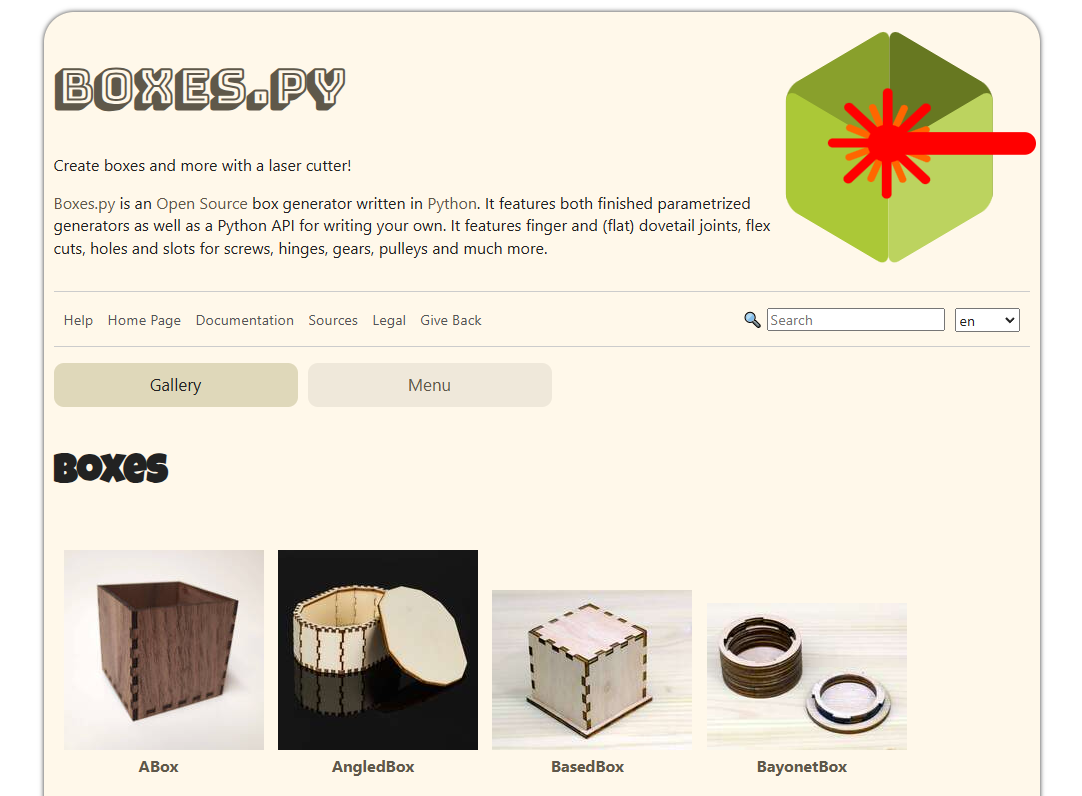 BOXES.PY
Create boxes and more with a laser cutter!
Boxes.py is an Open Source box generator written in Python. It features both finished parametrized
generators as well as a Python API for writing your own. It features finger and (flat) dovetail joints, flex
cuts, holes and slots for screws, hinges, gears, pulleys and much more.
Help Home Page Documentation Sources Legal Give Back Search en
Gallery Menu
Boxes
ABox AngledBox BasedBox BayonetBox